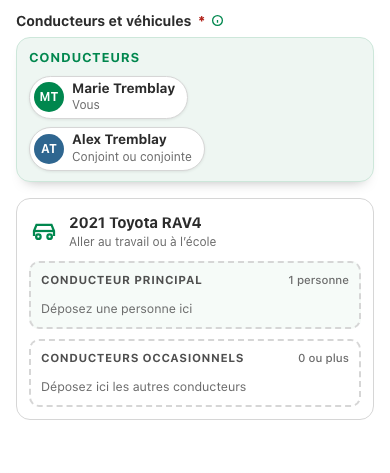 Conducteurs et véhicules *
CONDUCTEURS
MT Marie Tremblay
Vous
AT Alex Tremblay
Conjoint ou conjointe
2021 Toyota RAV4
Aller au travail ou à l'école
CONDUCTEUR PRINCIPAL 1 personne
Déposez une personne ici
CONDUCTEURS OCCASIONNELS 0 ou plus
Déposez ici les autres conducteurs